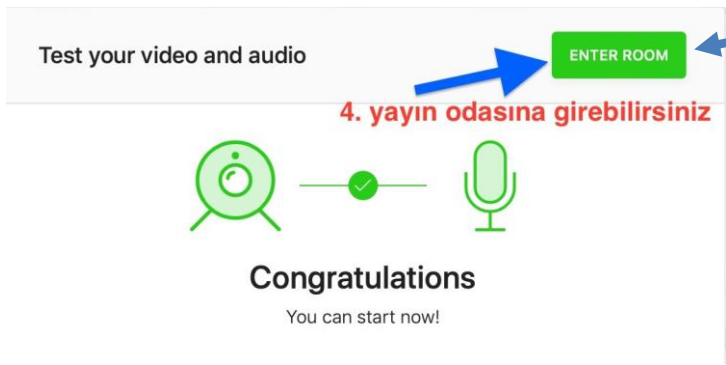 Test your video and audio
ENTER ROOM
4. yayın odasına girebilirsiniz
Congratulations
You can start now!